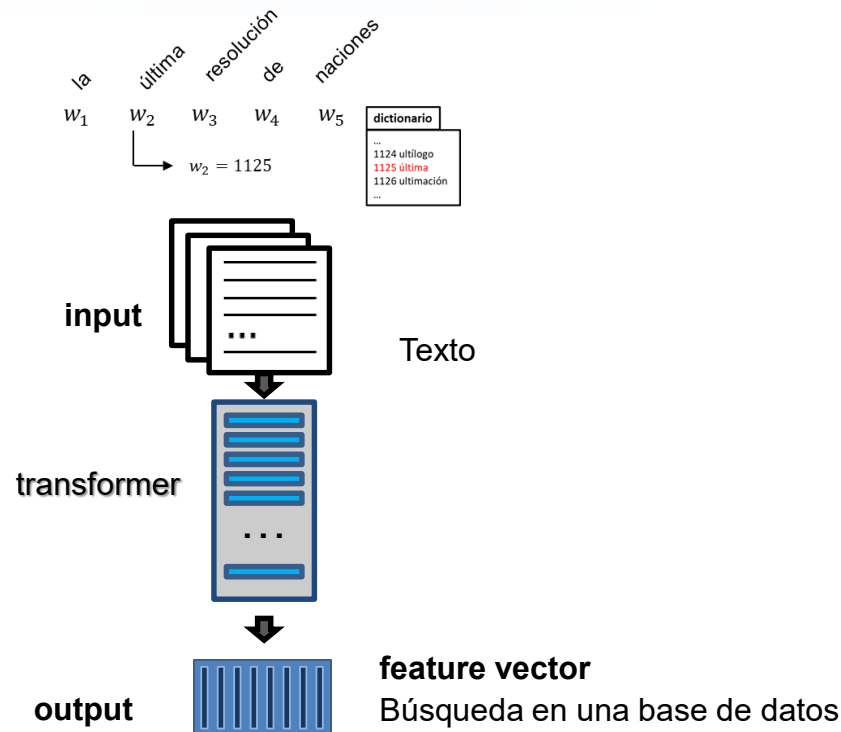 la última resolución de naciones
w₁ w₂ w₃ w₄ w₅
w₂ = 1125
dictionario
...
1124 ultílogo
1125 última
1126 ultimación
...
input
...
Texto
transformer
...
output
feature vector
Búsqueda en una base de datos